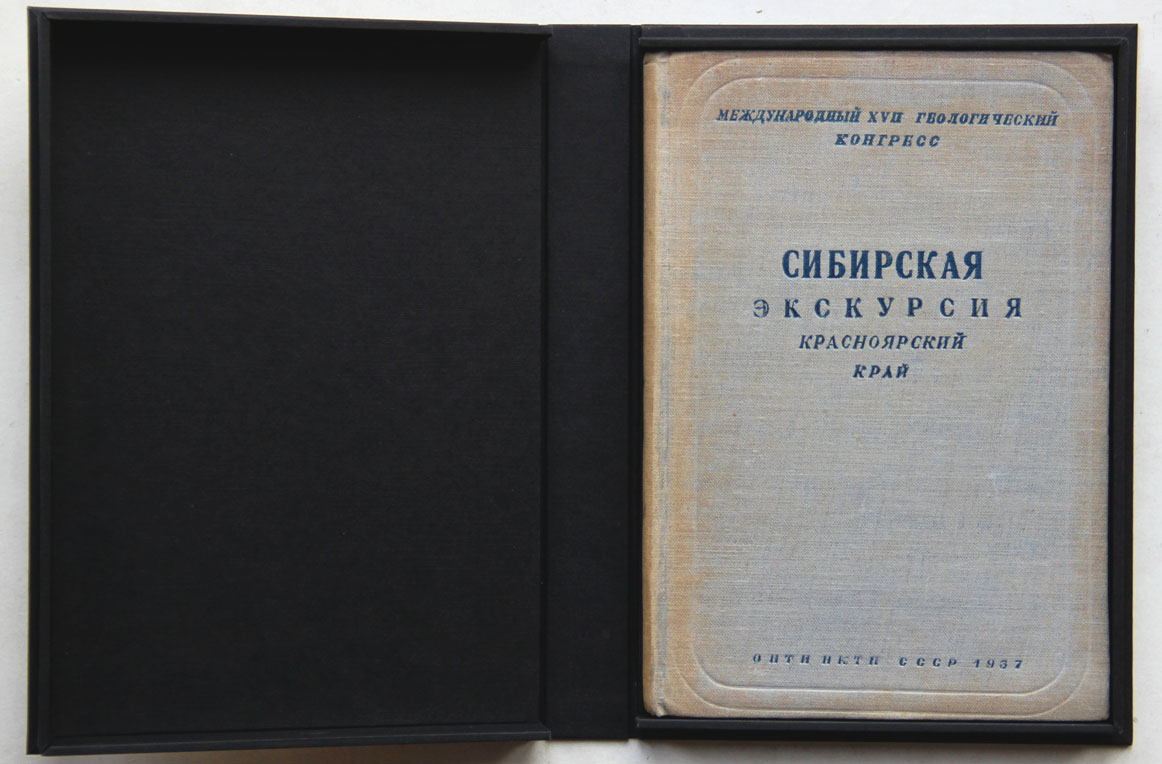 МЕЖДУНАРОДНЫЙ XVII ГЕОЛОГИЧЕСКИЙ
КОНГРЕСС
СИБИРСКАЯ
ЭКСКУРСИЯ
КРАСНОЯРСКИЙ
КРАЙ
ОНТИ НКТП СССР 1937